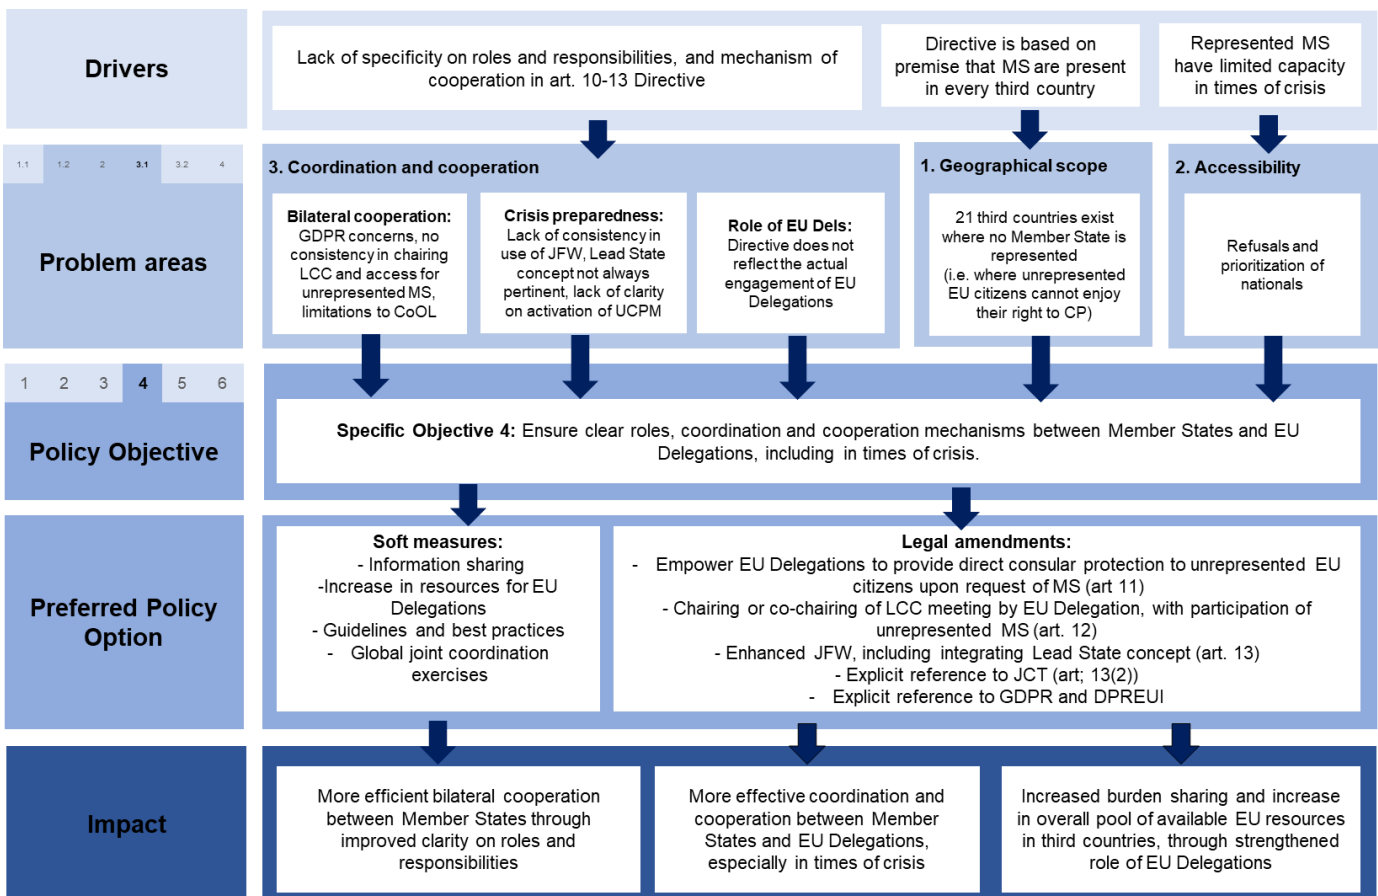 Drivers
Lack of specificity on roles and responsibilities, and mechanism of
cooperation in art. 10-13 Directive
Directive is based on
premise that MS are present
in every third country
Represented MS
have limited capacity
in times of crisis
1.1 1.2 2 3.1 3.2 4
Problem areas
3. Coordination and cooperation
Bilateral cooperation:
GDPR concerns, no
consistency in chairing
LCC and access for
unrepresented MS,
limitations to CoOL
Crisis preparedness:
Lack of consistency in
use of JFW, Lead State
concept not always
pertinent, lack of clarity
on activation of UCPM
Role of EU Dels:
Directive does not
reflect the actual
engagement of EU
Delegations
1. Geographical scope
21 third countries exist
where no Member State is
represented
(i.e. where unrepresented
EU citizens cannot enjoy
their right to CP)
2. Accessibility
Refusals and
prioritization of
nationals
1 2 3 4 5 6
Policy Objective
Specific Objective 4: Ensure clear roles, coordination and cooperation mechanisms between Member States and EU
Delegations, including in times of crisis.
Preferred Policy
Option
Soft measures:
- Information sharing
-Increase in resources for EU
Delegations
- Guidelines and best practices
- Global joint coordination
exercises
Legal amendments:
- Empower EU Delegations to provide direct consular protection to unrepresented EU
citizens upon request of MS (art 11)
- Chairing or co-chairing of LCC meeting by EU Delegation, with participation of
unrepresented MS (art. 12)
- Enhanced JFW, including integrating Lead State concept (art. 13)
- Explicit reference to JCT (art; 13(2))
- Explicit reference to GDPR and DPREUI
Impact
More efficient bilateral cooperation
between Member States through
improved clarity on roles and
responsibilities
More effective coordination and
cooperation between Member
States and EU Delegations,
especially in times of crisis
Increased burden sharing and increase
in overall pool of available EU resources
in third countries, through strengthened
role of EU Delegations